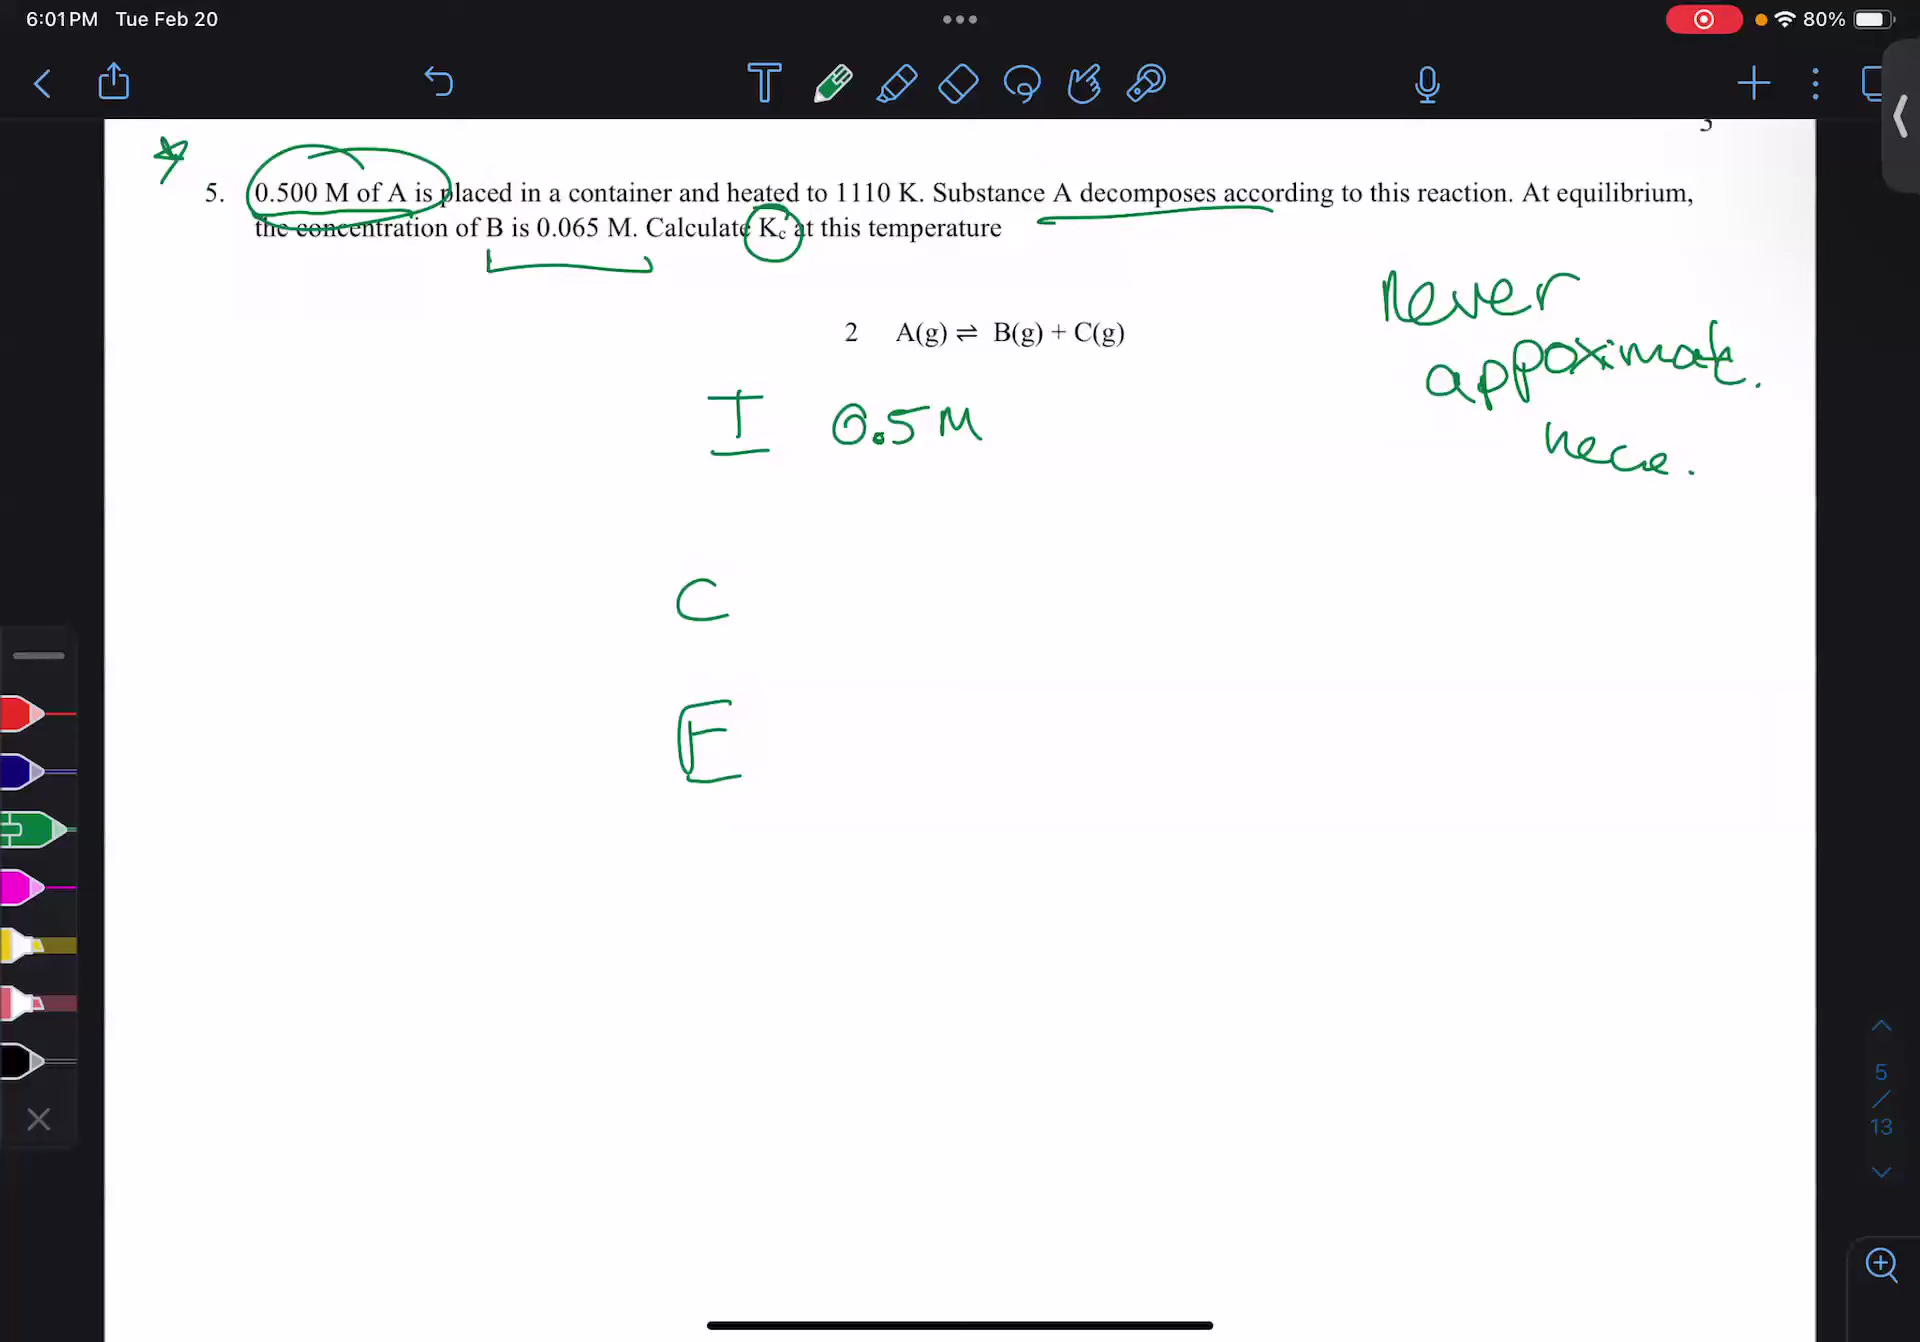 6:01 PM Tue Feb 20
80%
3
5. 0.500 M of A is placed in a container and heated to 1110 K. Substance A decomposes according to this reaction. At equilibrium,
the concentration of B is 0.065 M. Calculate Kc at this temperature
2 A(g) ⇌ B(g) + C(g)
Never
appoximate.
here.
I 0.5 M
C
E
5
/
13